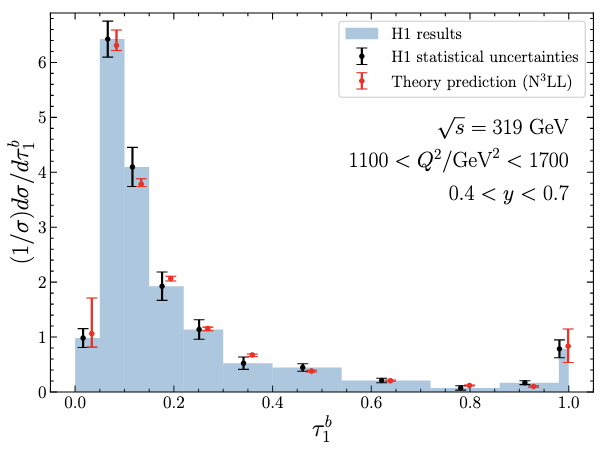 H1 results
H1 statistical uncertainties
Theory prediction (N³LL)
√s = 319 GeV
1100 < Q²/GeV² < 1700
0.4 < y < 0.7
(1/σ)dσ/dτ₁ᵇ
6
5
4
3
2
1
0
0.0 0.2 0.4 0.6 0.8 1.0
τ₁ᵇ